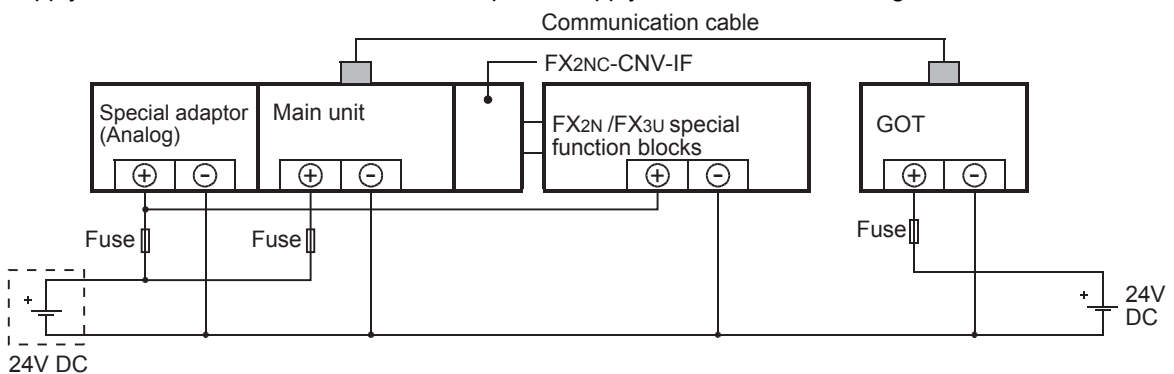 Communication cable
FX2NC-CNV-IF
Special adaptor
(Analog)
Main unit
FX2N /FX3U special
function blocks
GOT
+ - + - + - + -
Fuse
Fuse
Fuse
+
24V DC
+
24V
DC